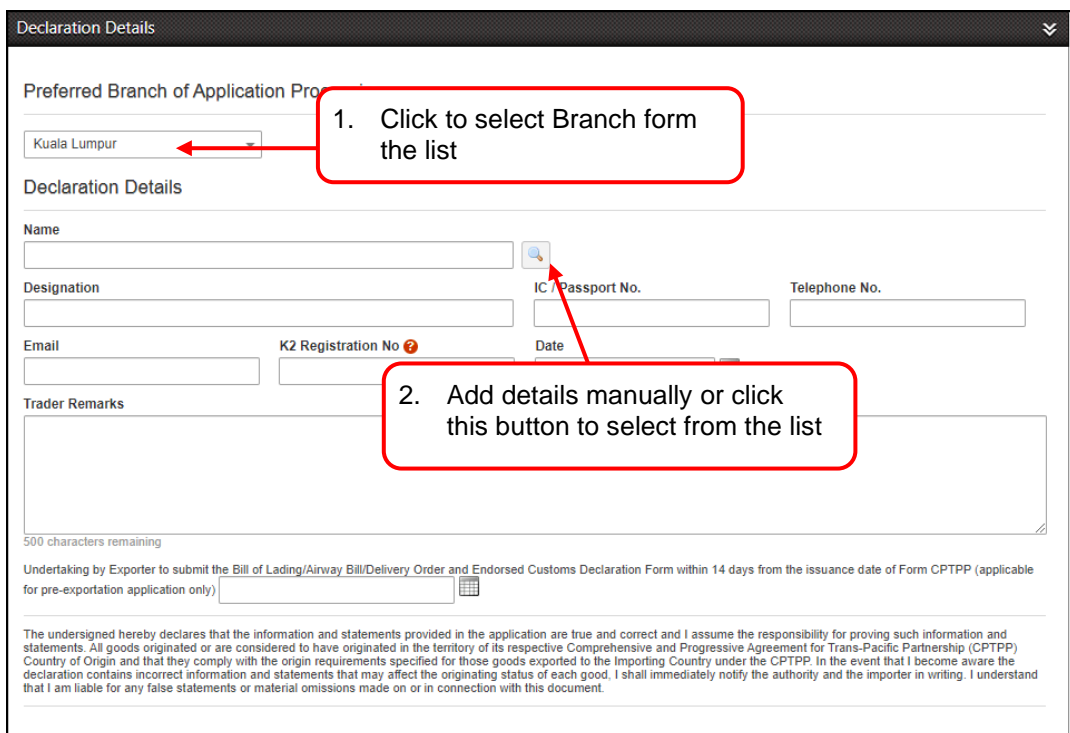 Declaration Details
Preferred Branch of Application
1. Click to select Branch form
the list
Kuala Lumpur
Declaration Details
Name
Designation
IC / Passport No.
Telephone No.
Email
K2 Registration No ?
Date
2. Add details manually or click
this button to select from the list
Trader Remarks
500 characters remaining
Undertaking by Exporter to submit the Bill of Lading/Airway Bill/Delivery Order and Endorsed Customs Declaration Form within 14 days from the issuance date of Form CPTPP (applicable
for pre-exportation application only)
The undersigned hereby declares that the information and statements provided in the application are true and correct and I assume the responsibility for proving such information and
statements. All goods originated or are considered to have originated in the territory of its respective Comprehensive and Progressive Agreement for Trans-Pacific Partnership (CPTPP)
Country of Origin and that they comply with the origin requirements specified for those goods exported to the Importing Country under the CPTPP. In the event that I become aware the
declaration contains incorrect information and statements that may affect the originating status of each good, I shall immediately notify the authority and the importer in writing. I understand
that I am liable for any false statements or material omissions made on or in connection with this document.